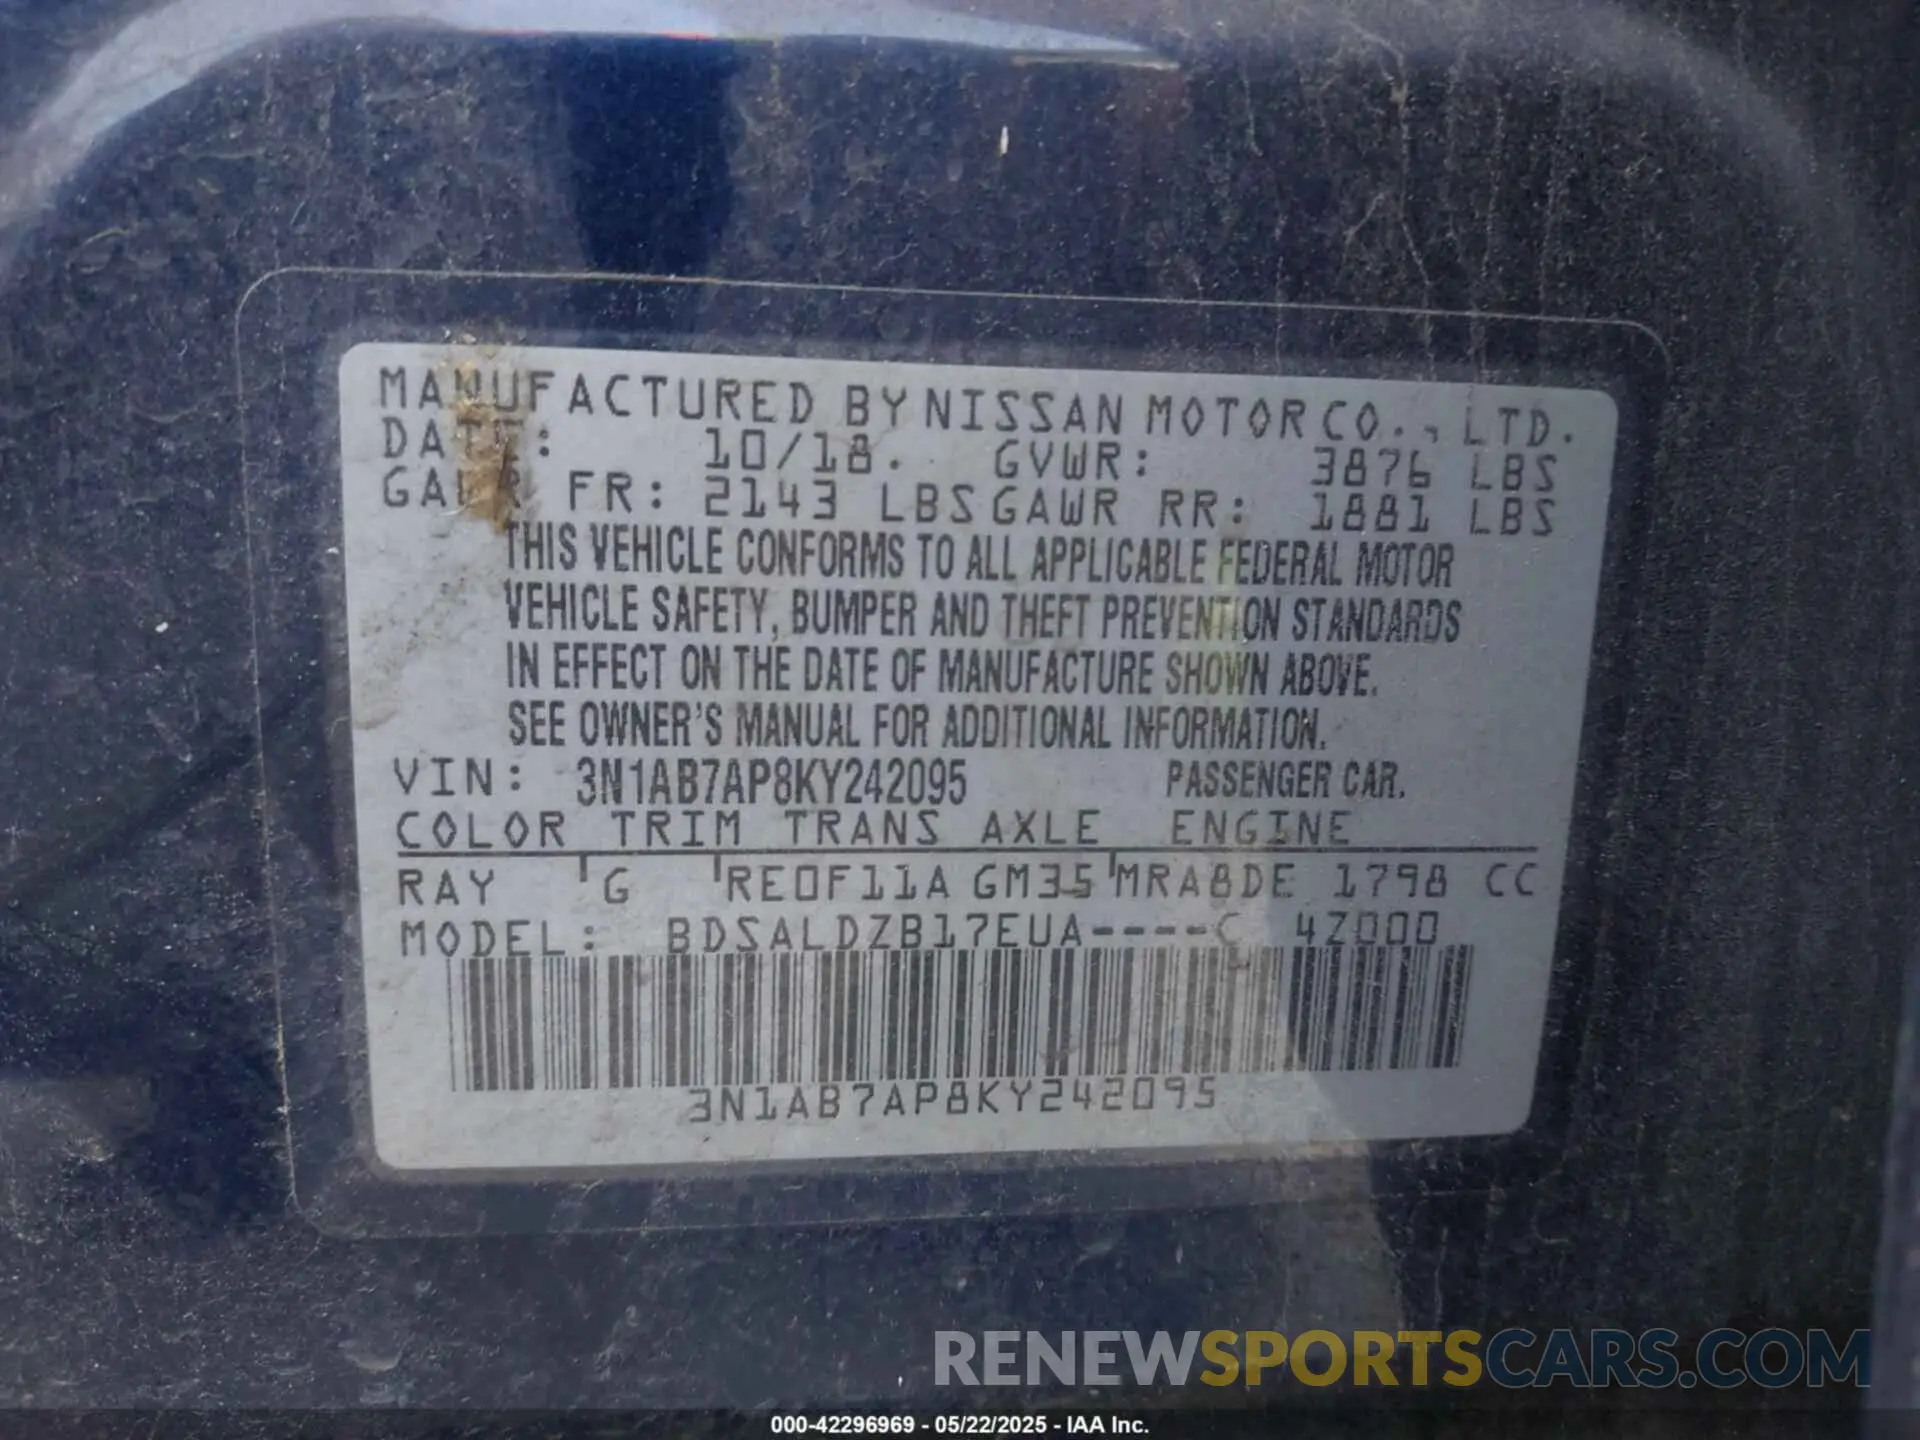 MANUFACTURED BY NISSAN MOTOR CO., LTD.
DATE: 10/18. GVWR: 3876 LBS
GAWR FR: 2143 LBS GAWR RR: 1881 LBS
THIS VEHICLE CONFORMS TO ALL APPLICABLE FEDERAL MOTOR
VEHICLE SAFETY, BUMPER AND THEFT PREVENTION STANDARDS
IN EFFECT ON THE DATE OF MANUFACTURE SHOWN ABOVE.
SEE OWNER'S MANUAL FOR ADDITIONAL INFORMATION.
VIN: 3N1AB7AP8KY242095 PASSENGER CAR.
COLOR TRIM TRANS AXLE ENGINE
RAY G RE0F11A GM35 MRA8DE 1798 CC
MODEL: BDSALDZB17EUA----C 4Z000
3N1AB7AP8KY242095
RENEWSPORTSCARS.COM
000-42296969 - 05/22/2025 - IAA Inc.